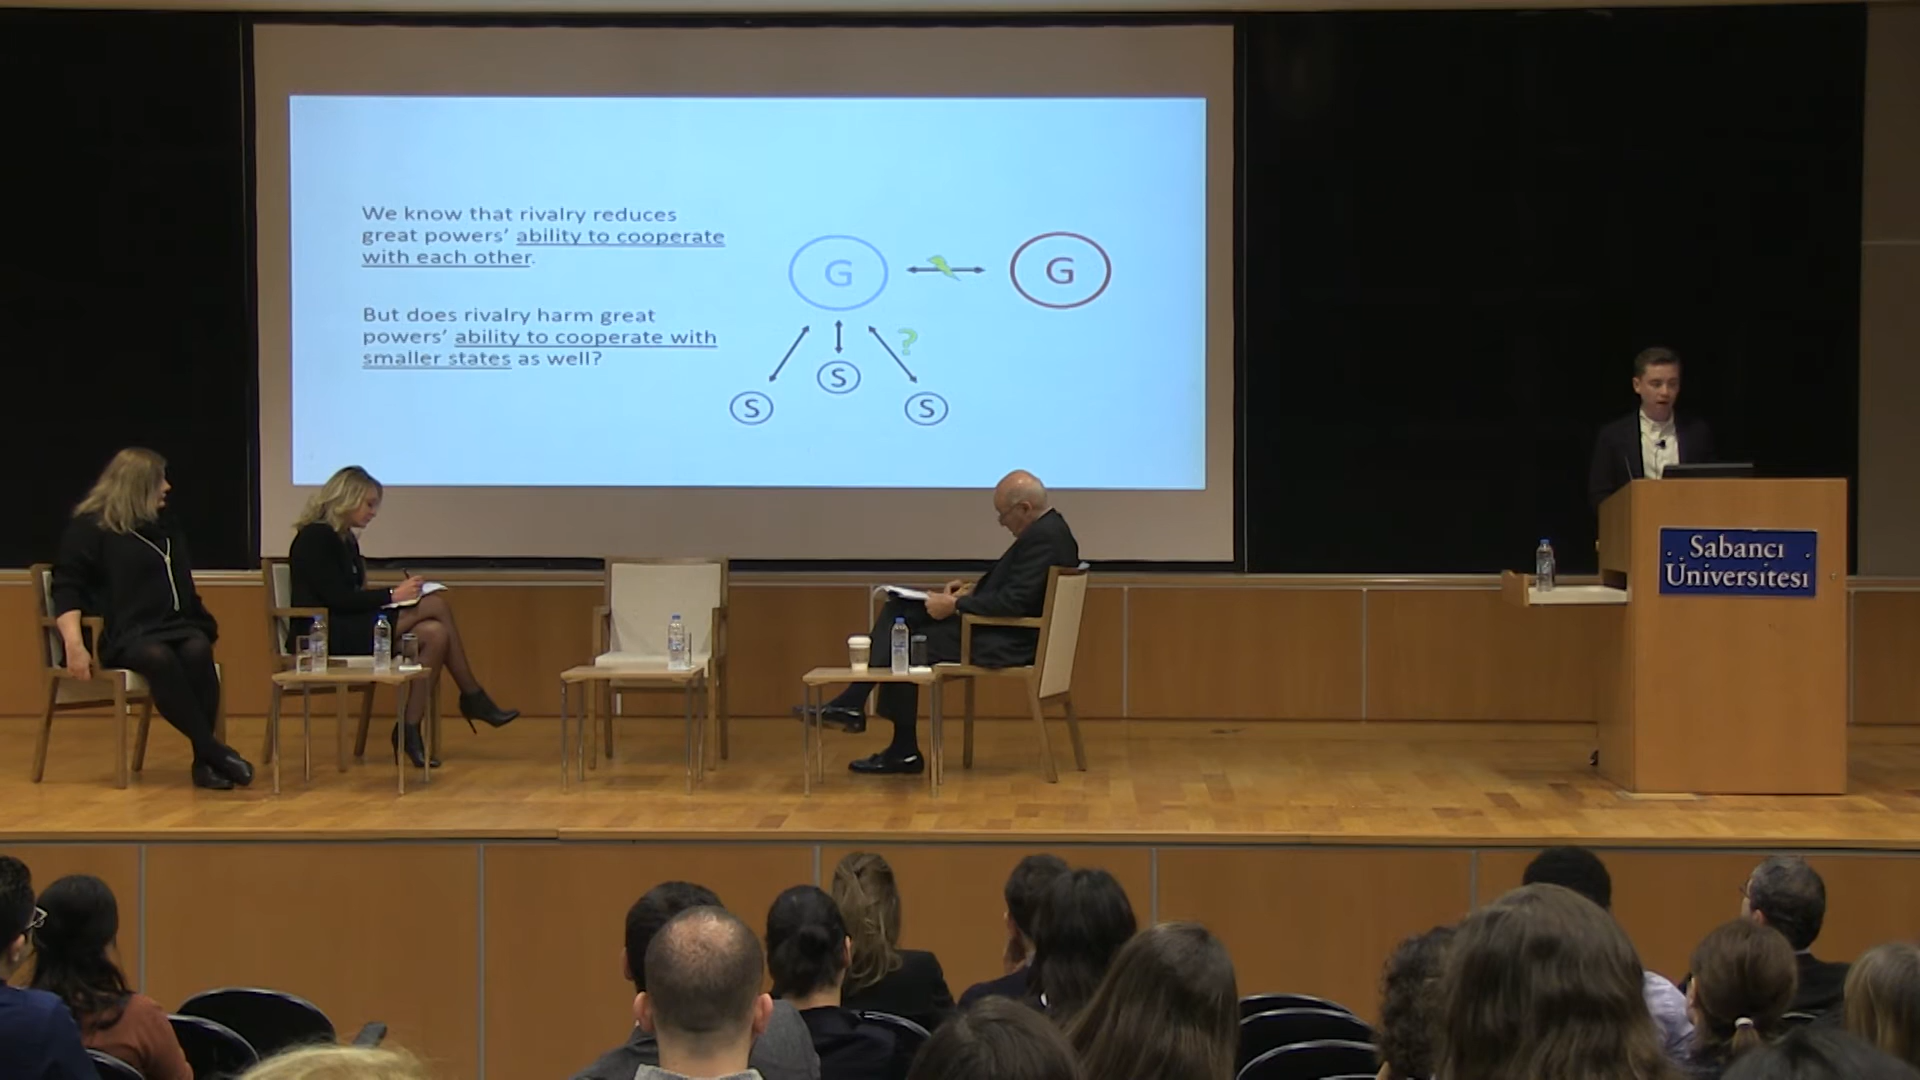 We know that rivalry reduces
great powers’ ability to cooperate
with each other.
But does rivalry harm great
powers’ ability to cooperate with
smaller states as well?
G
G
?
S
S
S
Sabancı
Üniversitesi